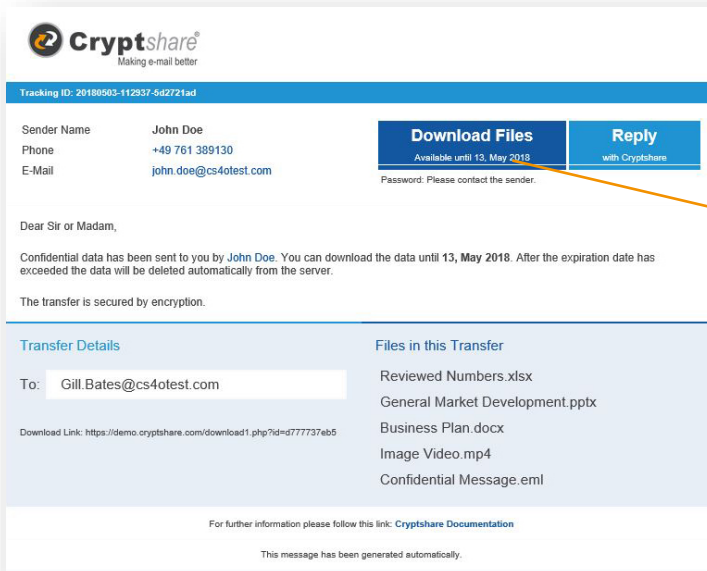 Cryptshare®
Making e-mail better
Tracking ID: 20180503-112937-5d2721ad
Sender Name John Doe
Phone +49 761 389130
E-Mail john.doe@cs4otest.com
Download Files
Available until 13, May 2018
Reply
with Cryptshare
Password: Please contact the sender.
Dear Sir or Madam,
Confidential data has been sent to you by John Doe. You can download the data until 13, May 2018. After the expiration date has
exceeded the data will be deleted automatically from the server.
The transfer is secured by encryption.
Transfer Details
To: Gill.Bates@cs4otest.com
Download Link: https://demo.cryptshare.com/download1.php?id=d777737eb5
Files in this Transfer
Reviewed Numbers.xlsx
General Market Development.pptx
Business Plan.docx
Image Video.mp4
Confidential Message.eml
For further information please follow this link: Cryptshare Documentation
This message has been generated automatically.